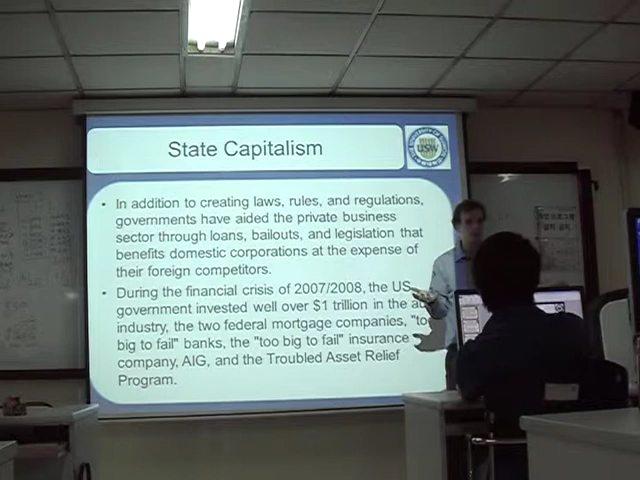 State Capitalism
USW
• In addition to creating laws, rules, and regulations,
governments have aided the private business
sector through loans, bailouts, and legislation that
benefits domestic corporations at the expense of
their foreign competitors.
• During the financial crisis of 2007/2008, the US
government invested well over $1 trillion in the
industry, the two federal mortgage companies, "too
big to fail" banks, the "too big to fail" insurance
company, AIG, and the Troubled Asset Relief
Program.